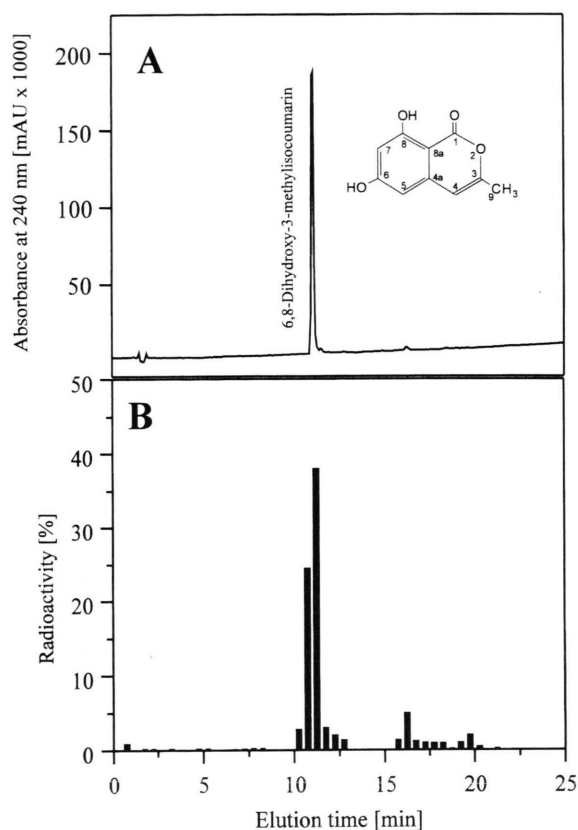 A
200
150
100
50
Absorbance at 240 nm [mAU x 1000]
6,8-Dihydroxy-3-methylisocoumarin
OH
O
8
1
7
8a
O
2
6
HO
5
4a
4
3
9
CH3
B
50
40
30
20
10
0
Radioactivity [%]
0 5 10 15 20 25
Elution time [min]